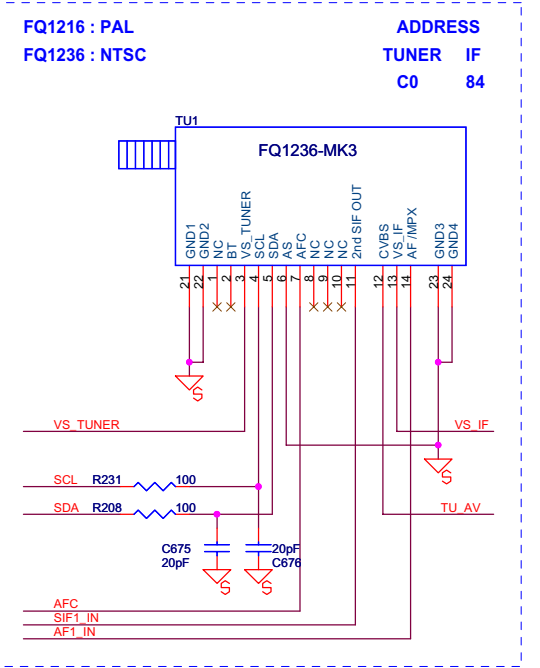 FQ1216 : PAL
FQ1236 : NTSC
ADDRESS
TUNER IF
C0 84
TU1
FQ1236-MK3
GND1
GND2
NC
BT
VS_TUNER
SCL
SDA
AS
AFC
NC
NC
NC
2nd SIF OUT
CVBS
VS_IF
AF /MPX
GND3
GND4
21
22
1
2
3
4
5
6
7
8
9
10
11
12
13
14
23
24
S
VS_TUNER
VS_IF
S
SCL R231 100
SDA R208 100
TU_AV
C675
20pF
20pF
C676
S
S
AFC
SIF1_IN
AF1_IN